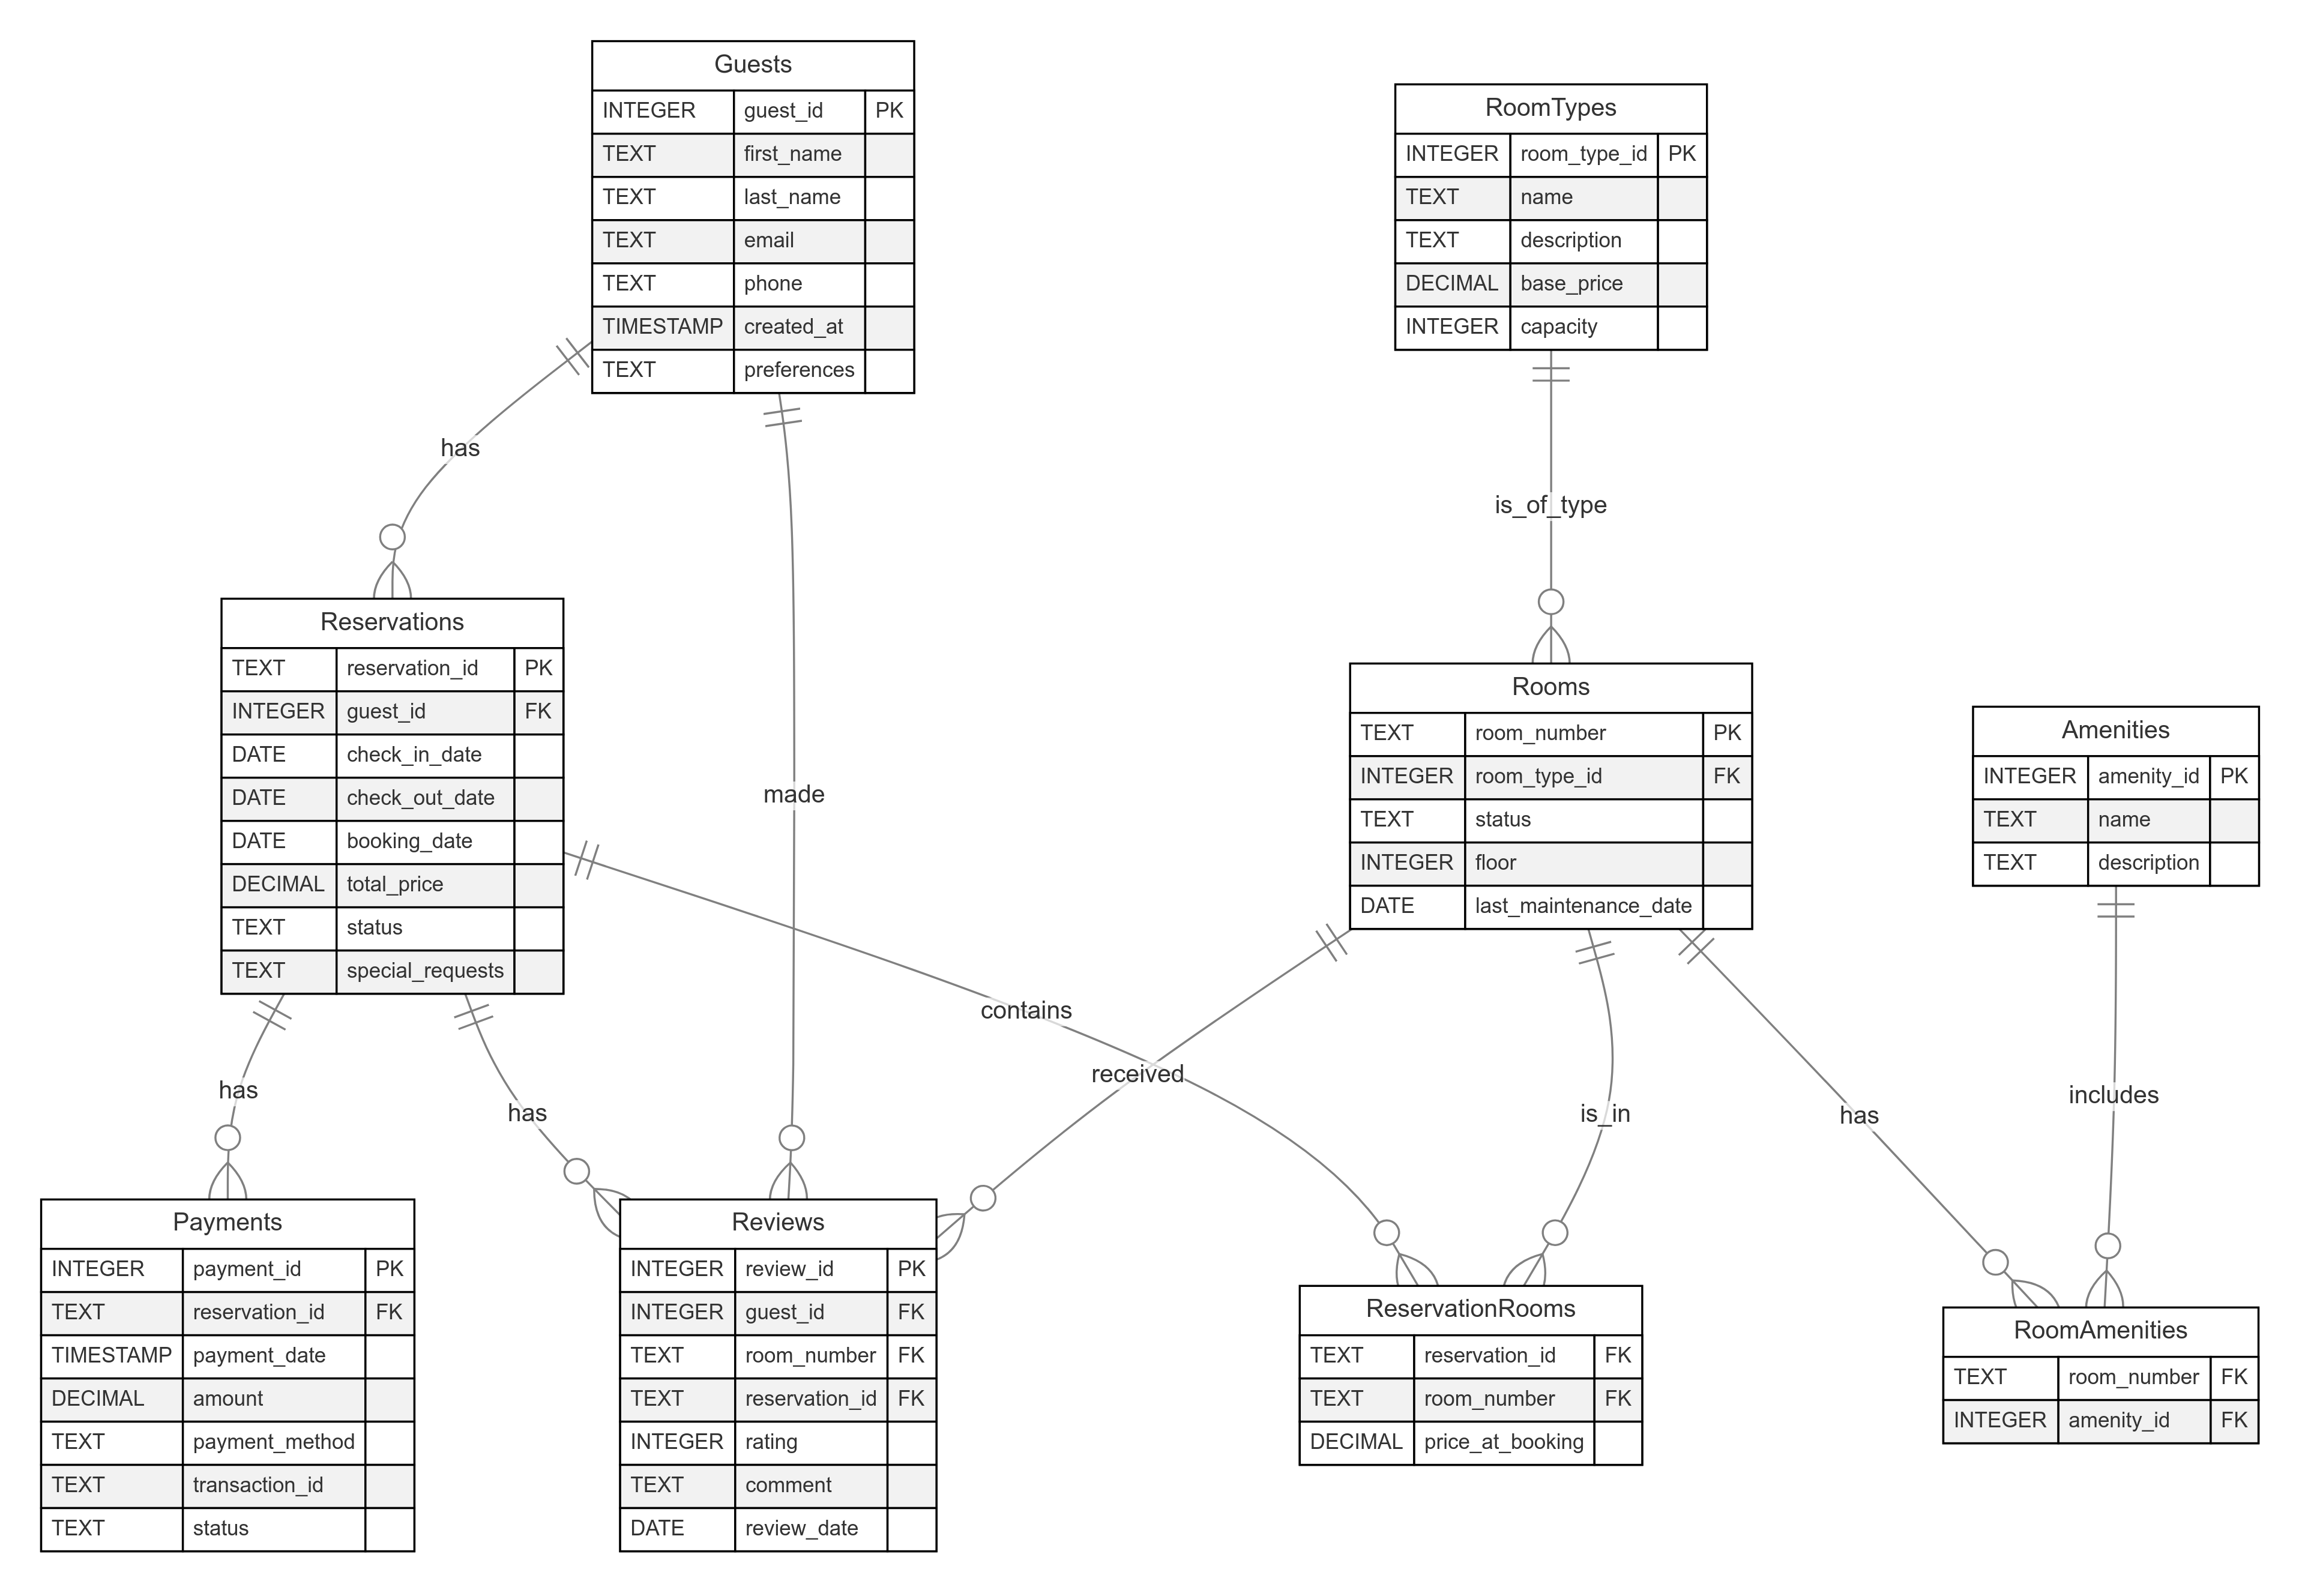 Guests
INTEGER guest_id PK
TEXT first_name
TEXT last_name
TEXT email
TEXT phone
TIMESTAMP created_at
TEXT preferences
RoomTypes
INTEGER room_type_id PK
TEXT name
TEXT description
DECIMAL base_price
INTEGER capacity
has
is_of_type
Reservations
TEXT reservation_id PK
INTEGER guest_id FK
DATE check_in_date
DATE check_out_date
DATE booking_date
DECIMAL total_price
TEXT status
TEXT special_requests
made
Rooms
TEXT room_number PK
INTEGER room_type_id FK
TEXT status
INTEGER floor
DATE last_maintenance_date
Amenities
INTEGER amenity_id PK
TEXT name
TEXT description
contains
received
has
has
is_in
has
includes
Payments
INTEGER payment_id PK
TEXT reservation_id FK
TIMESTAMP payment_date
DECIMAL amount
TEXT payment_method
TEXT transaction_id
TEXT status
Reviews
INTEGER review_id PK
INTEGER guest_id FK
TEXT room_number FK
TEXT reservation_id FK
INTEGER rating
TEXT comment
DATE review_date
ReservationRooms
TEXT reservation_id FK
TEXT room_number FK
DECIMAL price_at_booking
RoomAmenities
TEXT room_number FK
INTEGER amenity_id FK